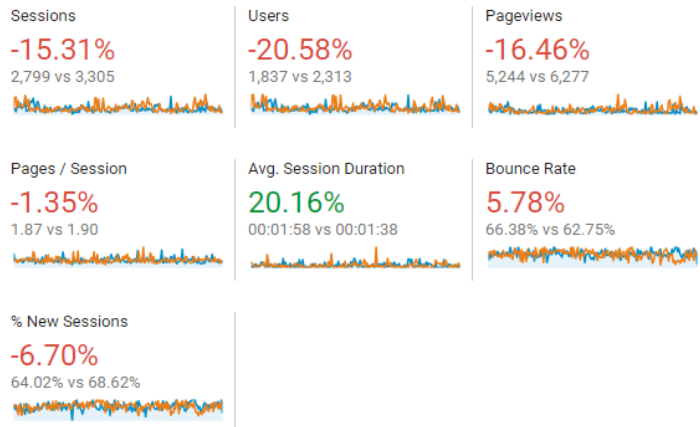 Sessions
-15.31%
2,799 vs 3,305
Users
-20.58%
1,837 vs 2,313
Pageviews
-16.46%
5,244 vs 6,277
Pages / Session
-1.35%
1.87 vs 1.90
Avg. Session Duration
20.16%
00:01:58 vs 00:01:38
Bounce Rate
5.78%
66.38% vs 62.75%
% New Sessions
-6.70%
64.02% vs 68.62%